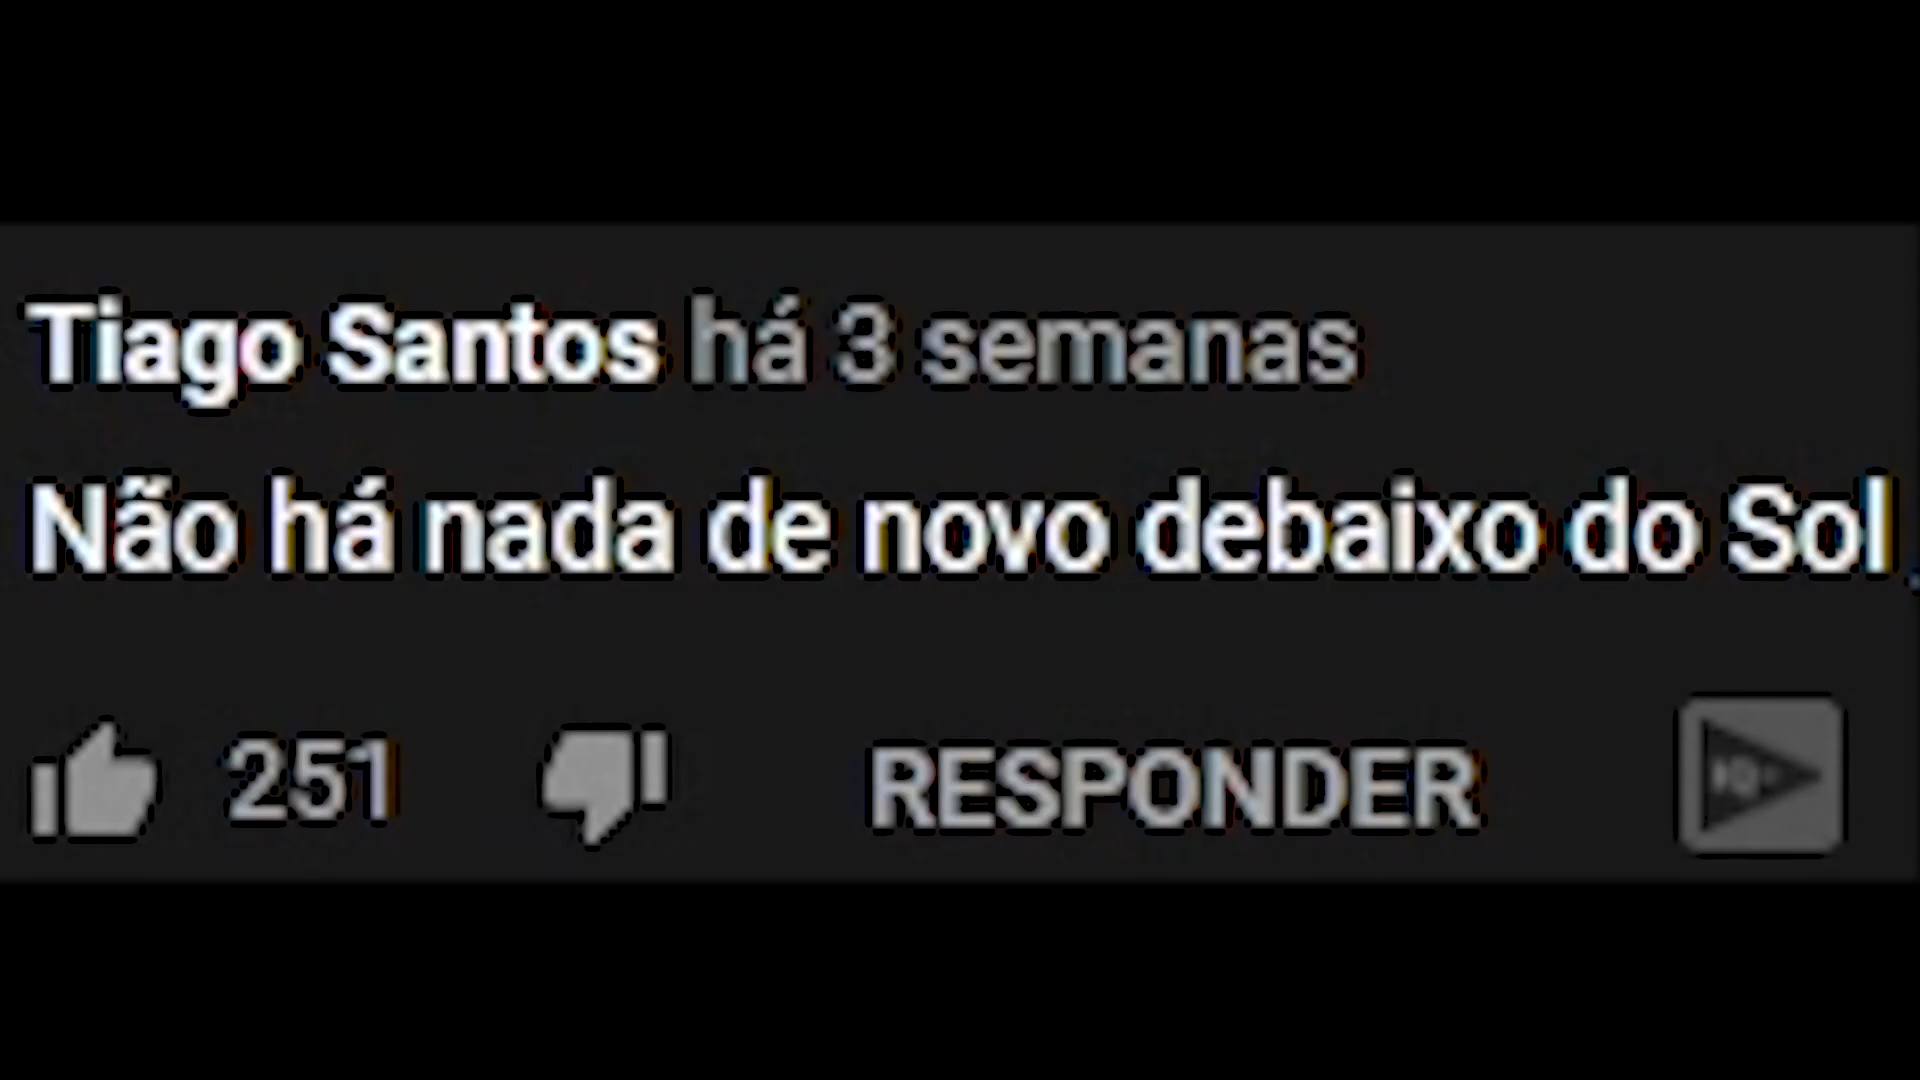 Tiago Santos há 3 semanas
Não há nada de novo debaixo do Sol
251 RESPONDER